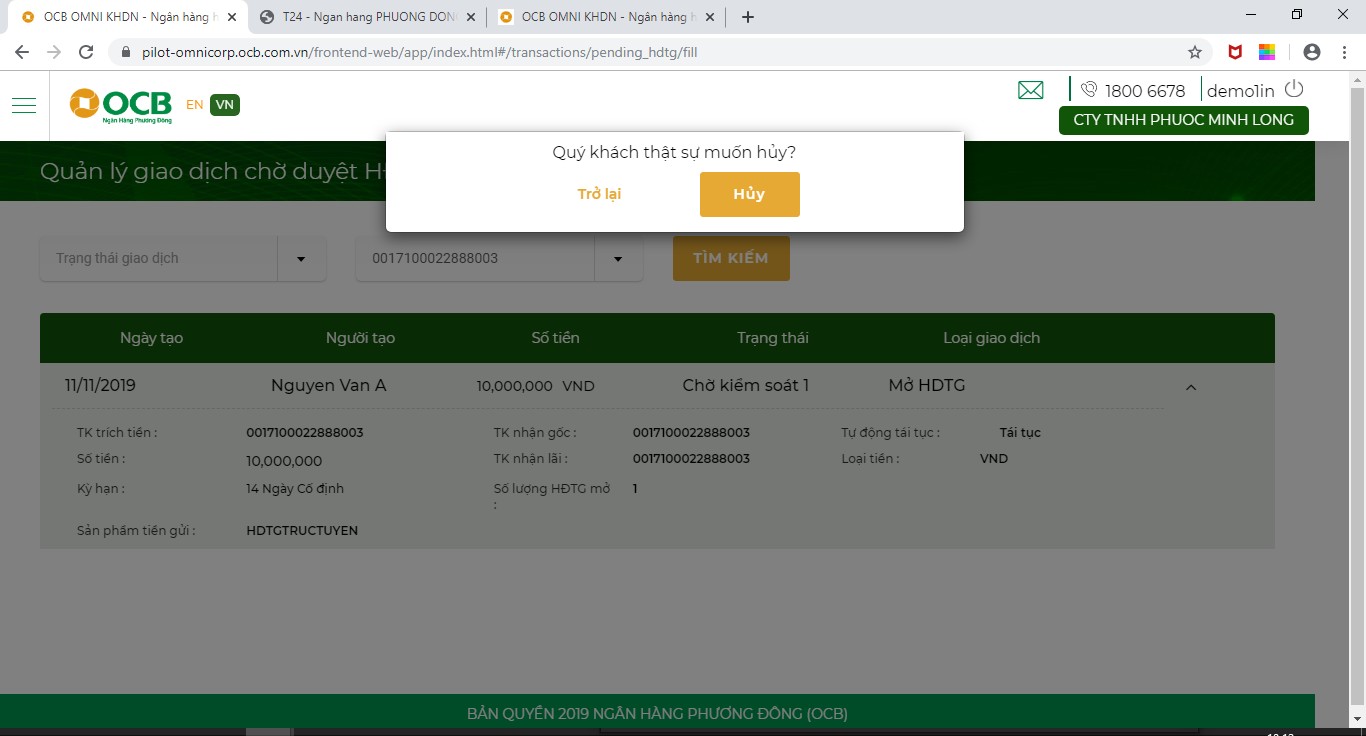 OCB OMNI KHDN - Ngân hàng h
T24 - Ngan hang PHUONG DONG
OCB OMNI KHDN - Ngân hàng h
pilot-omnicorp.ocb.com.vn/frontend-web/app/index.html#/transactions/pending_hdtg/fill
OCB
Ngân Hàng Phương Đông
EN
VN
1800 6678
demo1in
CTY TNHH PHUOC MINH LONG
Quý khách thật sự muốn hủy?
Trở lại
Hủy
Quản lý giao dịch chờ duyệt H
Trạng thái giao dịch
0017100022888003
TÌM KIẾM
Ngày tạo Người tạo Số tiền Trạng thái Loại giao dịch
11/11/2019 Nguyen Van A 10,000,000 VND Chờ kiểm soát 1 Mở HDTG
TK trích tiền : 0017100022888003 TK nhận gốc : 0017100022888003 Tự động tái tục : Tái tục
Số tiền : 10,000,000 TK nhận lãi : 0017100022888003 Loại tiền : VND
Kỳ hạn : 14 Ngày Cố định Số lượng HĐTG mở : 1
Sản phẩm tiền gửi : HDTGTRUCTUYEN
BẢN QUYỀN 2019 NGÂN HÀNG PHƯƠNG ĐÔNG (OCB)